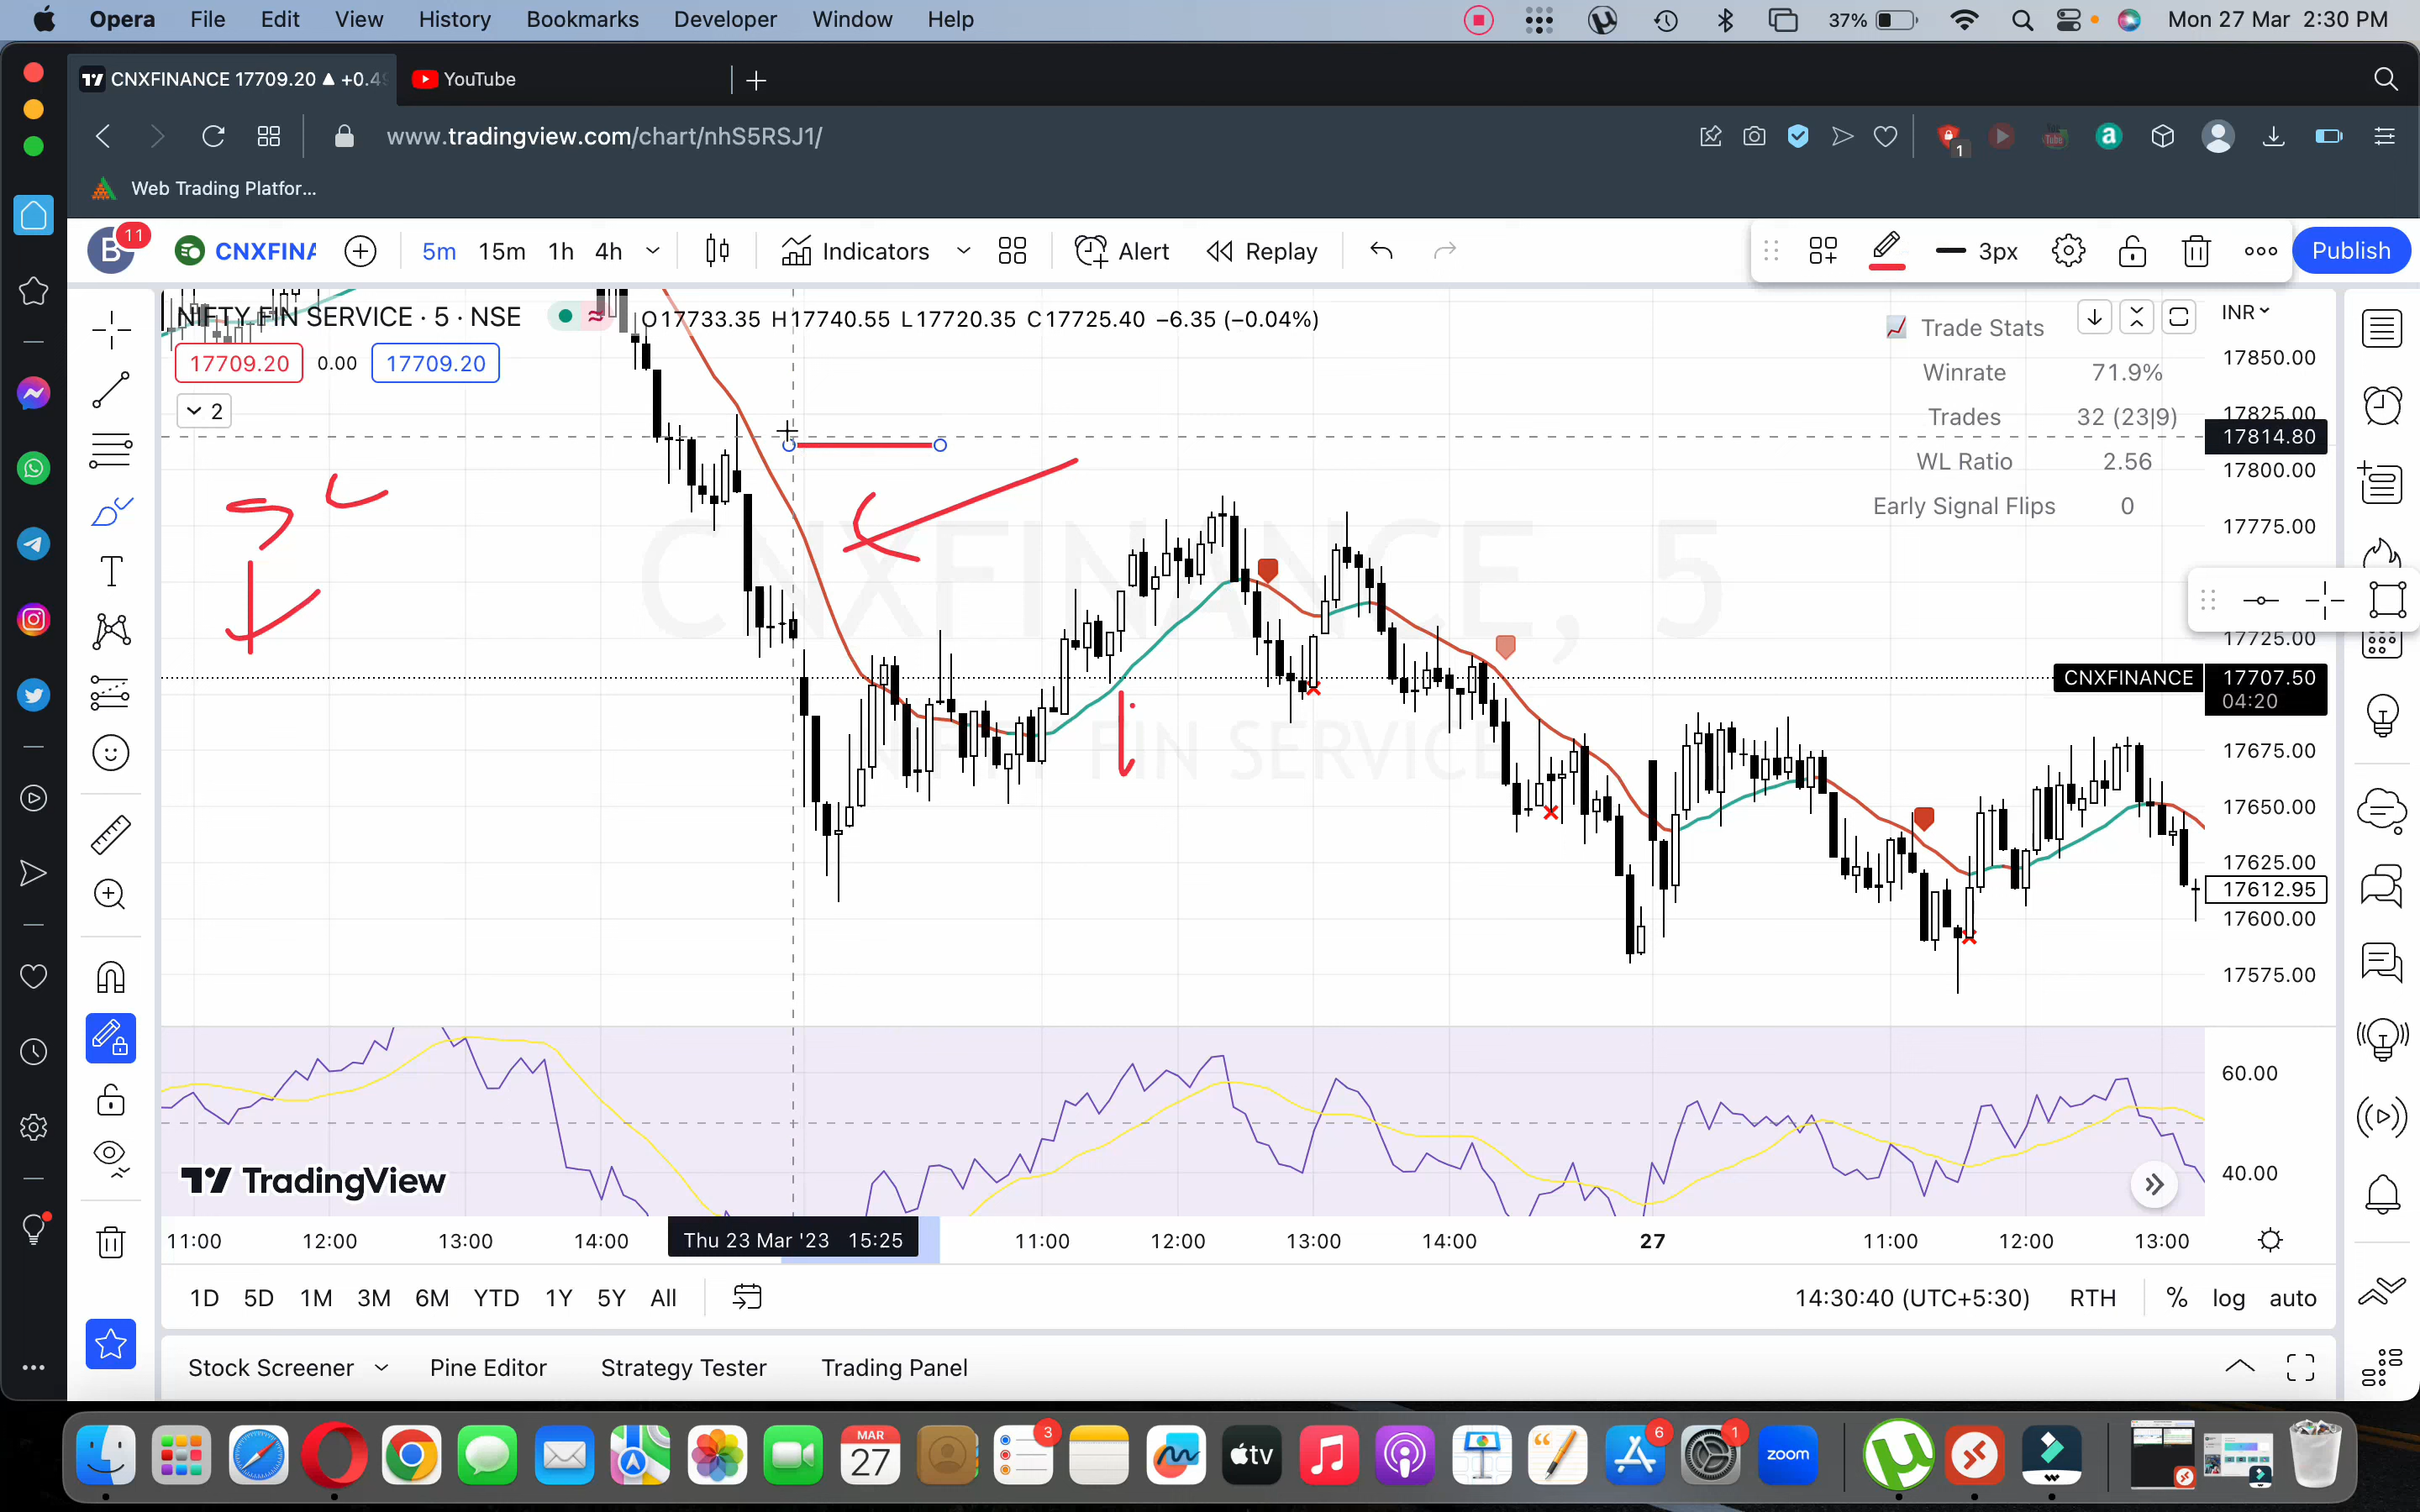 Opera File Edit View History Bookmarks Developer Window Help 37% Mon 27 Mar 2:30 PM
CNXFINANCE 17709.20 ▲ +0.49 YouTube
www.tradingview.com/chart/nhS5RSJ1/
1
Web Trading Platfor...
B 11 CNXFINA 5m 15m 1h 4h Indicators Alert Replay 3px Publish
NIFTY FIN SERVICE · 5 · NSE O17733.35 H17740.55 L17720.35 C17725.40 −6.35 (−0.04%)
17709.20 0.00 17709.20
2
Trade Stats
Winrate 71.9%
Trades 32 (23|9)
WL Ratio 2.56
Early Signal Flips 0
INR
17850.00
17825.00
17814.80
17800.00
17775.00
17725.00
CNXFINANCE 17707.50
04:20
17675.00
17650.00
17625.00
17612.95
17600.00
17575.00
CNXFINANCE, 5
NIFTY FIN SERVICE
5
60.00
40.00
TradingView
11:00 12:00 13:00 14:00 Thu 23 Mar '23 15:25 11:00 12:00 13:00 14:00 27 11:00 12:00 13:00
1D 5D 1M 3M 6M YTD 1Y 5Y All 14:30:40 (UTC+5:30) RTH % log auto
Stock Screener Pine Editor Strategy Tester Trading Panel
MAR
27
3
tv
6
1
zoom